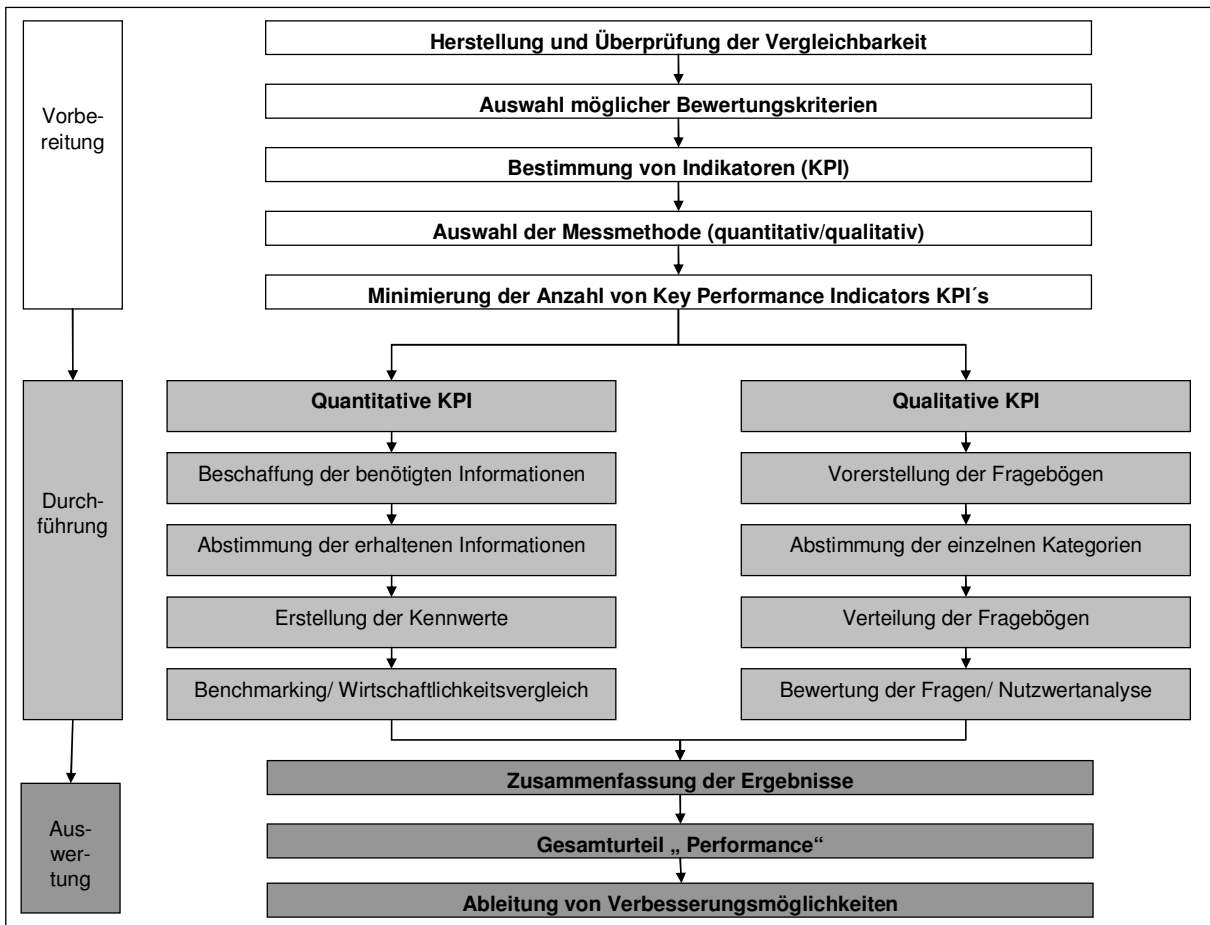 Herstellung und Überprüfung der Vergleichbarkeit
Vorbe-
reitung
Auswahl möglicher Bewertungskriterien
Bestimmung von Indikatoren (KPI)
Auswahl der Messmethode (quantitativ/qualitativ)
Minimierung der Anzahl von Key Performance Indicators KPI´s
Durch-
führung
Quantitative KPI
Beschaffung der benötigten Informationen
Abstimmung der erhaltenen Informationen
Erstellung der Kennwerte
Benchmarking/ Wirtschaftlichkeitsvergleich
Qualitative KPI
Vorerstellung der Fragebögen
Abstimmung der einzelnen Kategorien
Verteilung der Fragebögen
Bewertung der Fragen/ Nutzwertanalyse
Aus-
wer-
tung
Zusammenfassung der Ergebnisse
Gesamturteil „ Performance“
Ableitung von Verbesserungsmöglichkeiten